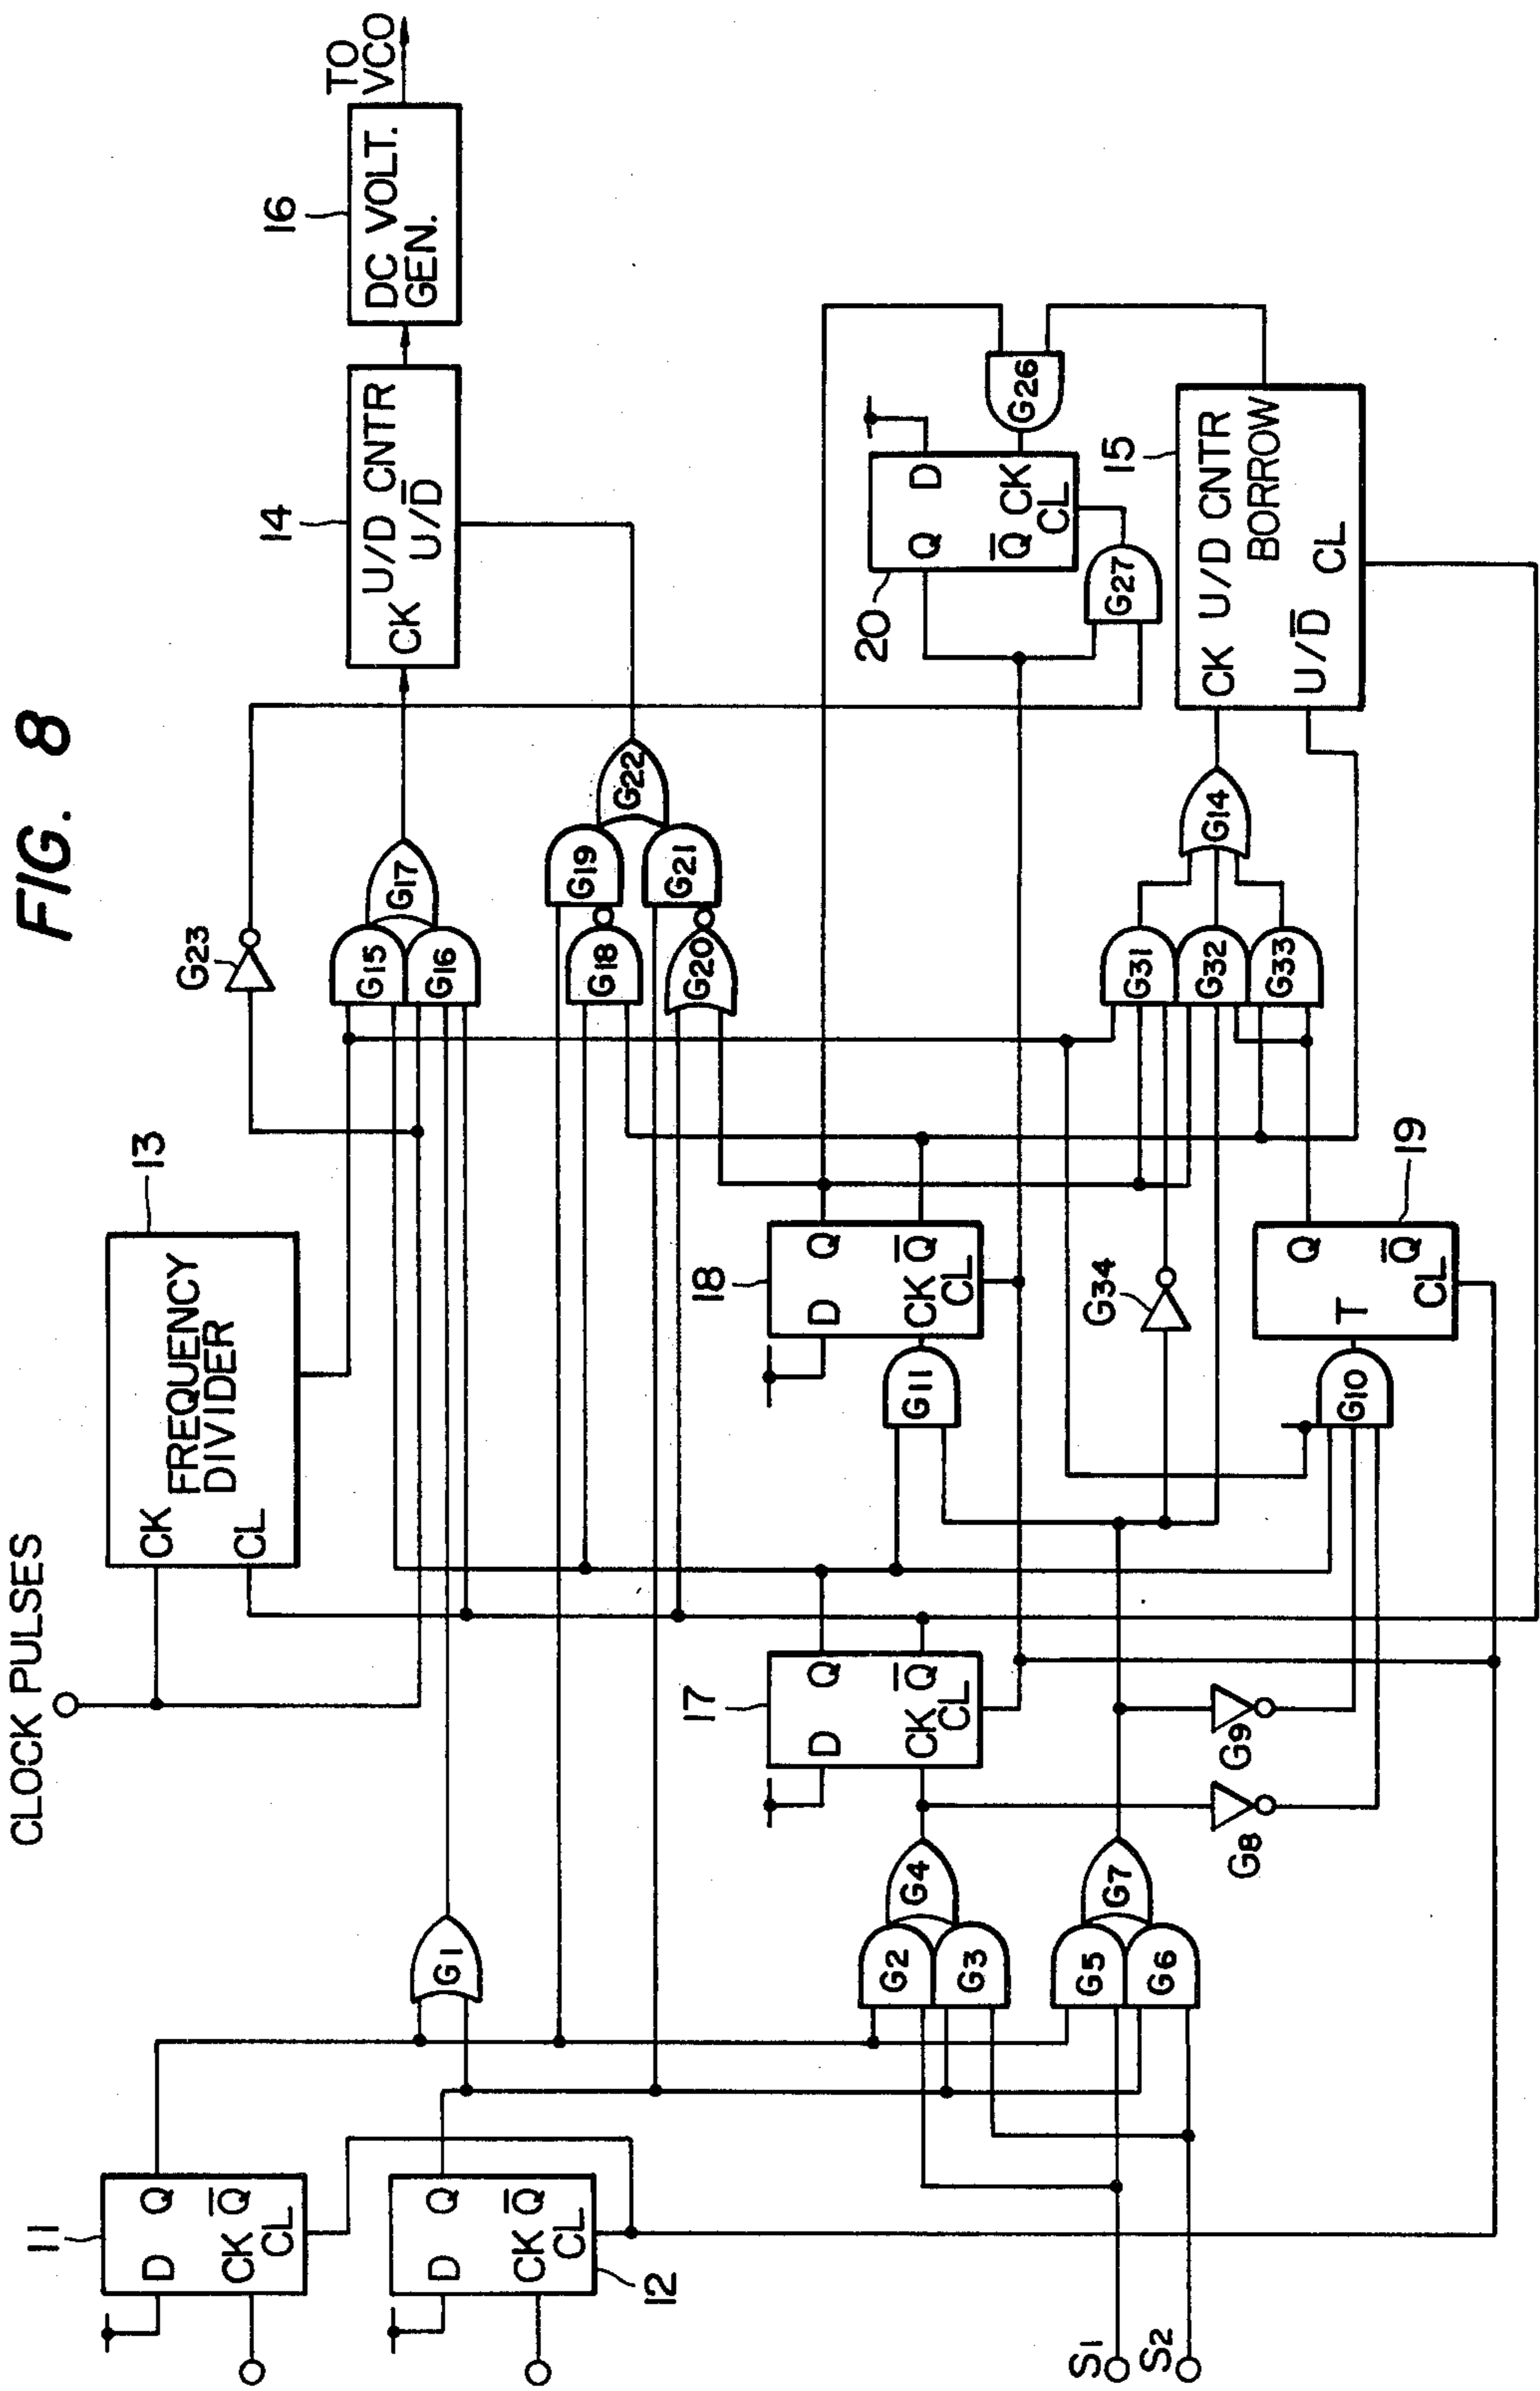 FIG. 8
CLOCK PULSES
13
CK
FREQUENCY
DIVIDER
CL
G23
11
D
Q
CK
Q̅
CL
12
D
Q
CK
Q̅
CL
G1
G15
G16
G17
14
U/D CNTR
CK
U/D̅
16
DC VOLT.
GEN.
TO
VCO
G18
G19
G20
G21
G22
S1
S2
G2
G3
G4
G5
G6
G7
17
D
Q
CK
Q̅
CL
G8
G9
G11
18
D
Q
CK
Q̅
CL
G34
G10
19
T
Q
Q̅
CL
G31
G32
G33
G14
20
Q
D
Q̅
CK
CL
G26
G27
15
CK
U/D CNTR
BORROW
U/D̅
CL